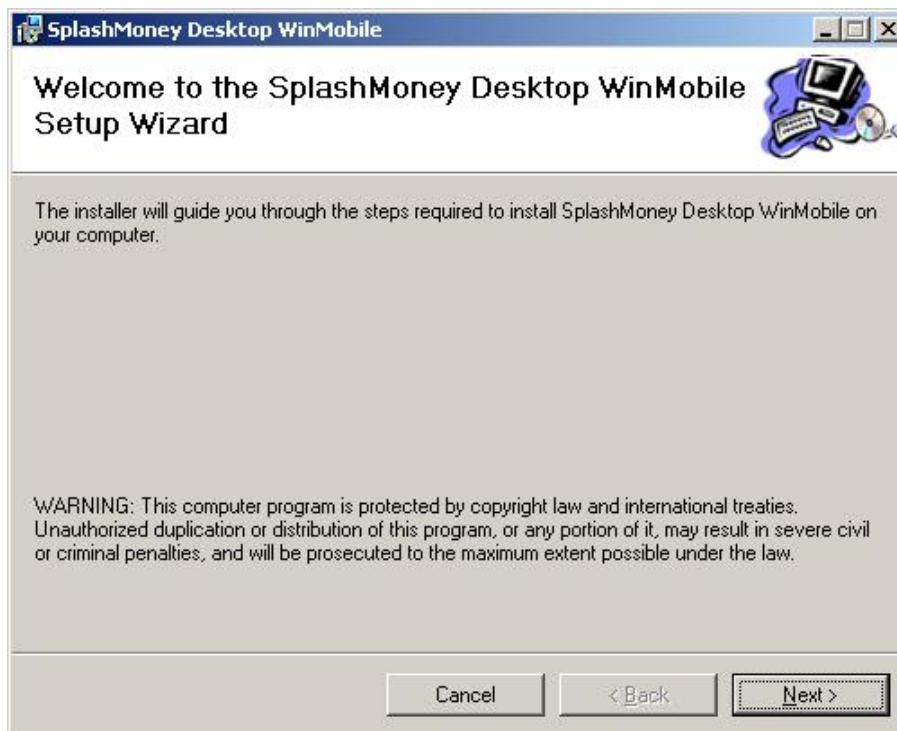 SplashMoney Desktop WinMobile
Welcome to the SplashMoney Desktop WinMobile
Setup Wizard
The installer will guide you through the steps required to install SplashMoney Desktop WinMobile on
your computer.
WARNING: This computer program is protected by copyright law and international treaties.
Unauthorized duplication or distribution of this program, or any portion of it, may result in severe civil
or criminal penalties, and will be prosecuted to the maximum extent possible under the law.
Cancel < Back Next >